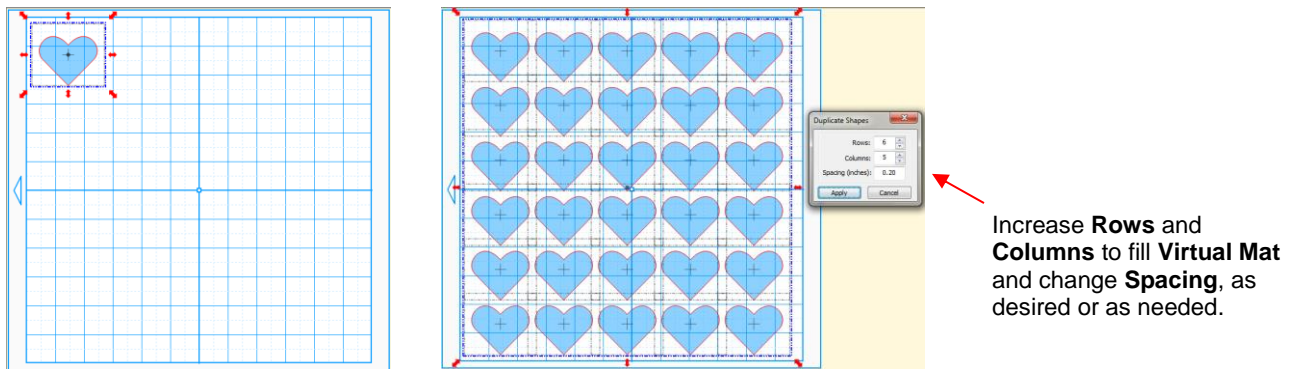 Duplicate Shapes
Rows: 6
Columns: 5
Spacing (inches): 0.20
Apply Cancel
Increase Rows and
Columns to fill Virtual Mat
and change Spacing, as
desired or as needed.